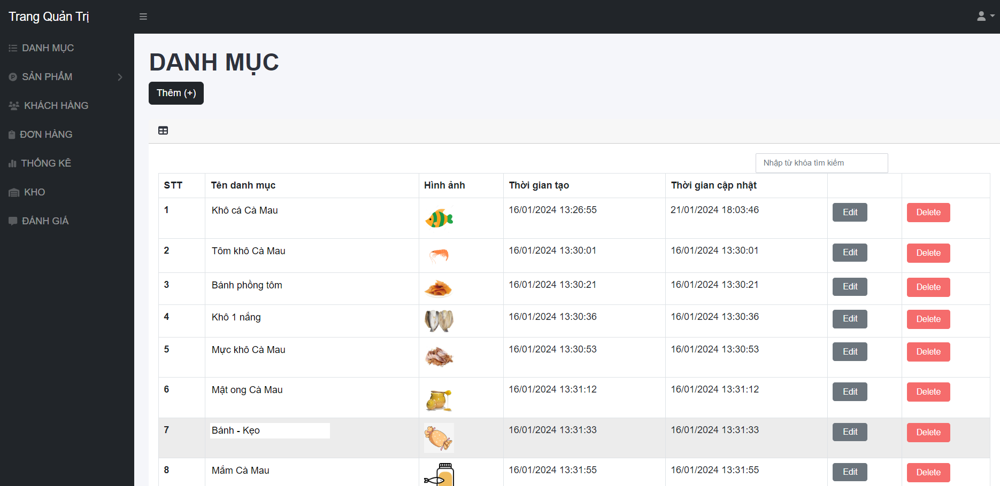 Trang Quản Trị
DANH MỤC
SẢN PHẨM
KHÁCH HÀNG
ĐƠN HÀNG
THỐNG KÊ
KHO
ĐÁNH GIÁ
DANH MỤC
Thêm (+)
Nhập từ khóa tìm kiếm
STT Tên danh mục Hình ảnh Thời gian tạo Thời gian cập nhật
1 Khô cá Cà Mau 16/01/2024 13:26:55 21/01/2024 18:03:46 Edit Delete
2 Tôm khô Cà Mau 16/01/2024 13:30:01 16/01/2024 13:30:01 Edit Delete
3 Bánh phồng tôm 16/01/2024 13:30:21 16/01/2024 13:30:21 Edit Delete
4 Khô 1 nắng 16/01/2024 13:30:36 16/01/2024 13:30:36 Edit Delete
5 Mực khô Cà Mau 16/01/2024 13:30:53 16/01/2024 13:30:53 Edit Delete
6 Mật ong Cà Mau 16/01/2024 13:31:12 16/01/2024 13:31:12 Edit Delete
7 Bánh - Kẹo 16/01/2024 13:31:33 16/01/2024 13:31:33 Edit Delete
8 Mắm Cà Mau 16/01/2024 13:31:55 16/01/2024 13:31:55 Edit Delete